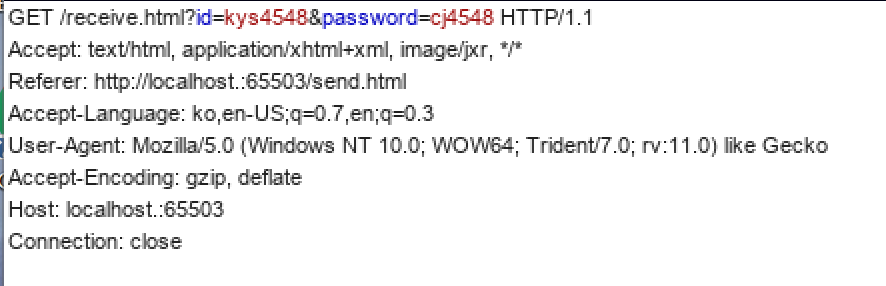 GET /receive.html?id=kys4548&password=cj4548 HTTP/1.1
Accept: text/html, application/xhtml+xml, image/jxr, */*
Referer: http://localhost.:65503/send.html
Accept-Language: ko,en-US;q=0.7,en;q=0.3
User-Agent: Mozilla/5.0 (Windows NT 10.0; WOW64; Trident/7.0; rv:11.0) like Gecko
Accept-Encoding: gzip, deflate
Host: localhost.:65503
Connection: close